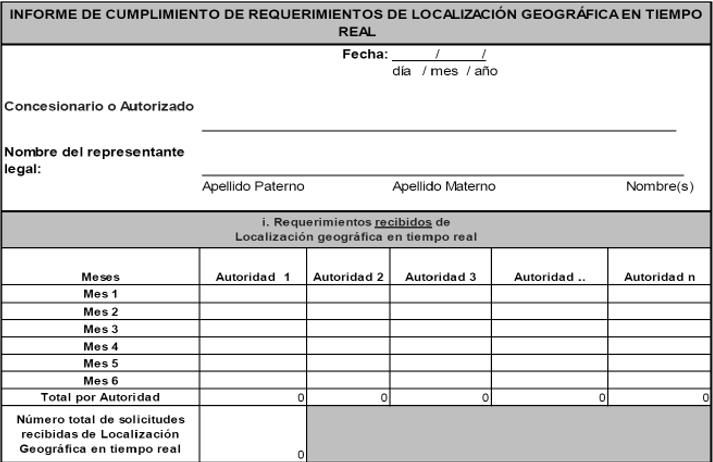 INFORME DE CUMPLIMIENTO DE REQUERIMIENTOS DE LOCALIZACIÓN GEOGRÁFICA EN TIEMPO
REAL
Fecha: ____/____/
día / mes / año
Concesionario o Autorizado
Nombre del representante
legal:
Apellido Paterno Apellido Materno Nombre(s)
i. Requerimientos recibidos de
Localización geográfica en tiempo real
Meses Autoridad 1 Autoridad 2 Autoridad 3 Autoridad .. Autoridad n
Mes 1
Mes 2
Mes 3
Mes 4
Mes 5
Mes 6
Total por Autoridad 0 0 0 0 0
Número total de solicitudes
recibidas de Localización
Geográfica en tiempo real 0